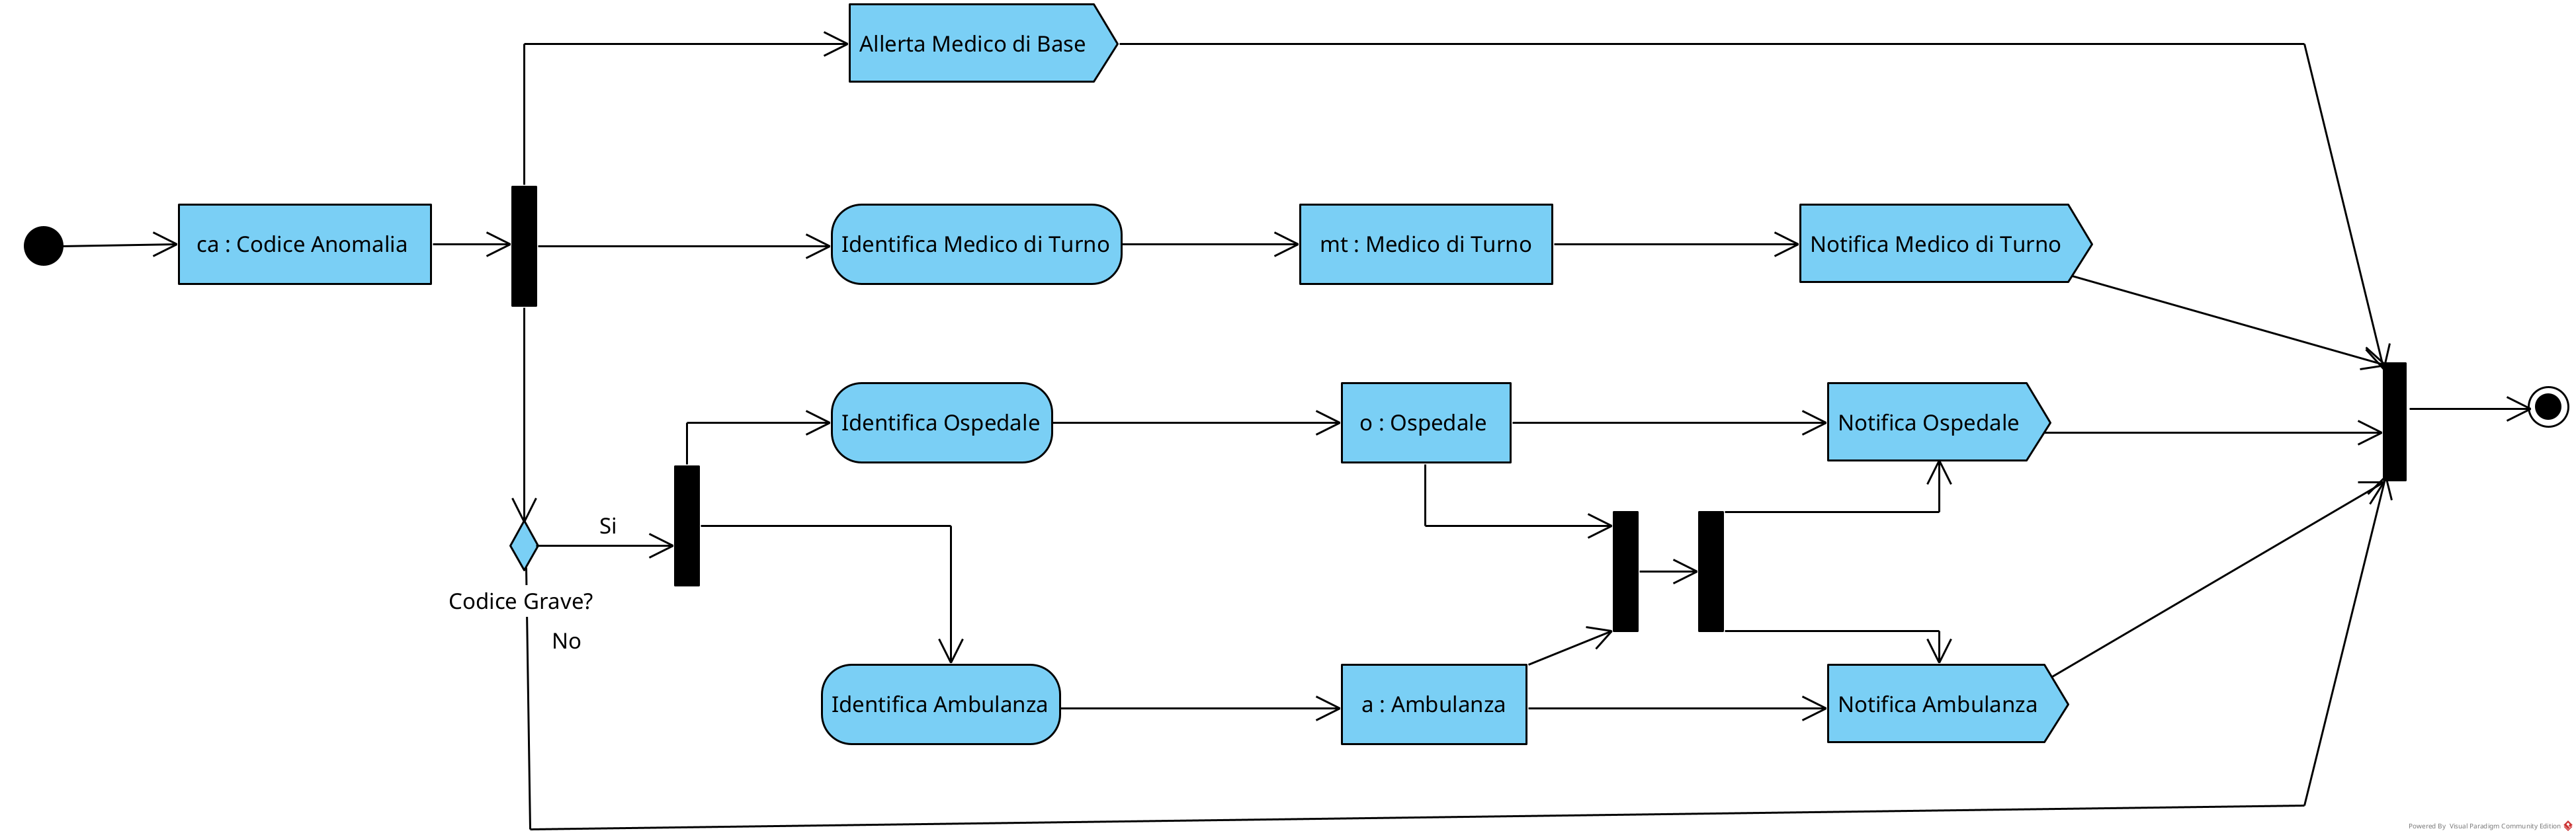 Allerta Medico di Base
ca : Codice Anomalia
Identifica Medico di Turno
mt : Medico di Turno
Notifica Medico di Turno
Identifica Ospedale
o : Ospedale
Notifica Ospedale
Si
Codice Grave?
No
Identifica Ambulanza
a : Ambulanza
Notifica Ambulanza
Powered By Visual Paradigm Community Edition